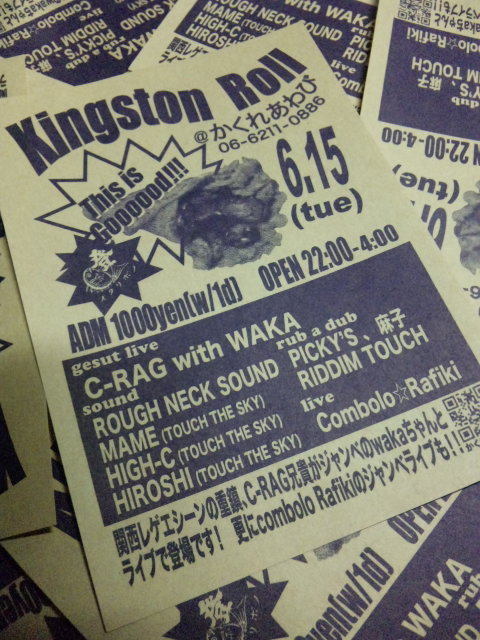 Kingston Roll
@かくれあわび
06-6211-0886
This is
Gooooood!!!
6.15
(tue)
ADM 1000yen(w/1d) OPEN 22:00-4:00
gesut live
C-RAG with WAKA
sound
ROUGH NECK SOUND
MAME (TOUCH THE SKY)
HIGH-C (TOUCH THE SKY)
HIROSHI (TOUCH THE SKY)
rub a dub
PICKY'S、麻子
RIDDIM TOUCH
live
Combolo☆Rafiki
関西レゲエシーンの重鎮、C-RAG兄貴がジャンベのwakaちゃんと
ライブで登場です！ 更にcombolo Rafikiのジャンベライブも!!